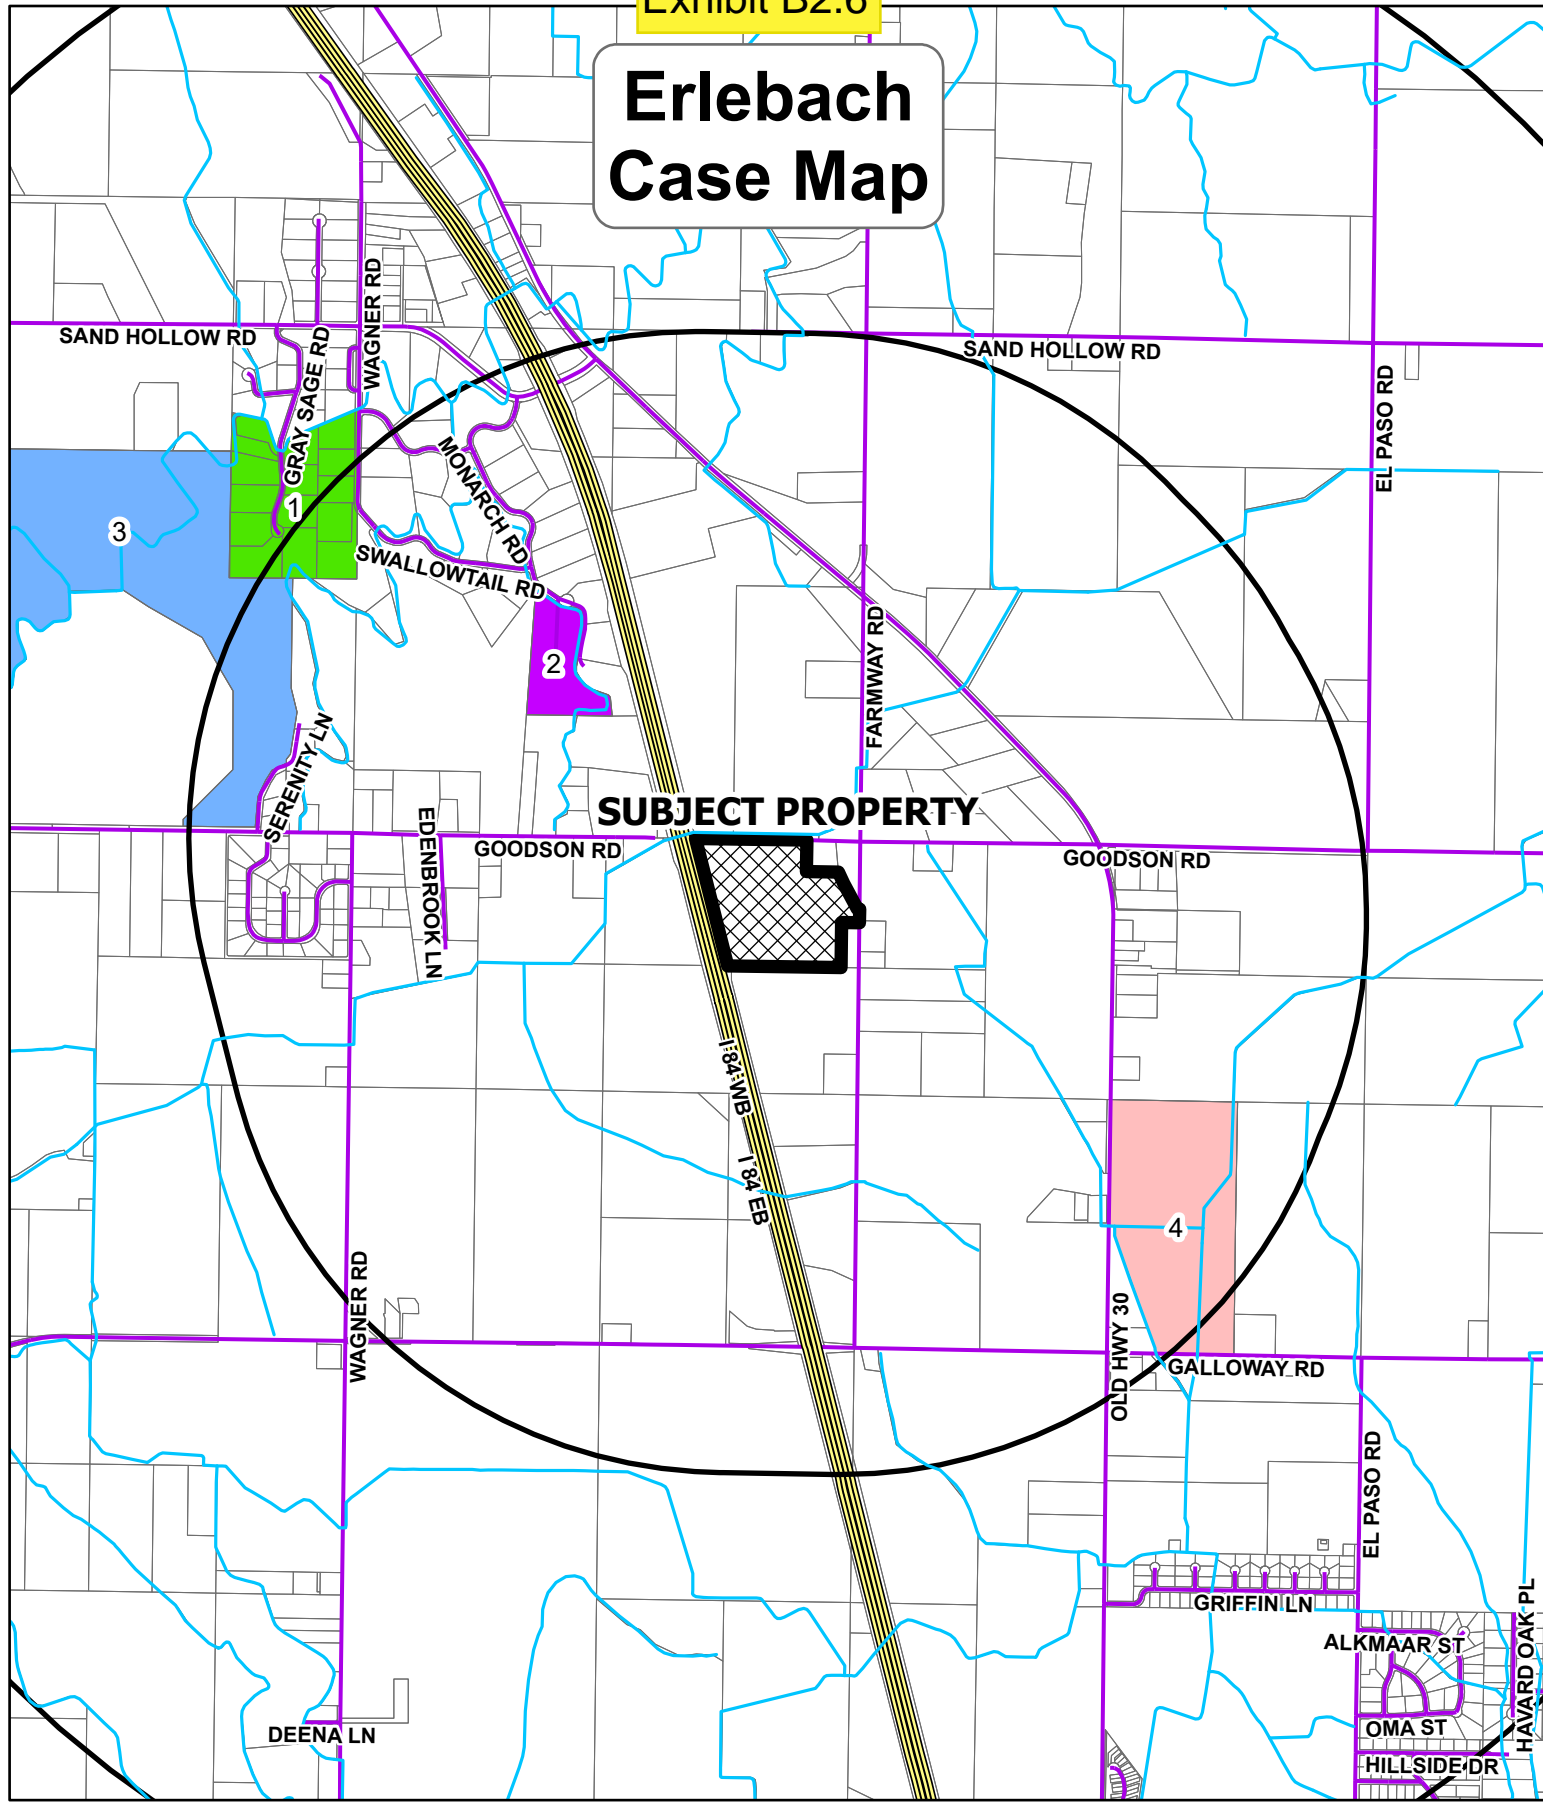 Exhibit B2.6
Erlebach
Case Map
SAND HOLLOW RD
GRAY SAGE RD
WAGNER RD
SAND HOLLOW RD
EL PASO RD
MONARCH RD
1
3
SWALLOWTAIL RD
2
FARMWAY RD
SERENITY LN
SUBJECT PROPERTY
EDENBROOK LN
GOODSON RD
GOODSON RD
I 84 WB
I 84 EB
4
WAGNER RD
OLD HWY 30
GALLOWAY RD
EL PASO RD
GRIFFIN LN
ALKMAAR ST
HAVARD OAK PL
DEENA LN
OMA ST
HILLSIDE DR